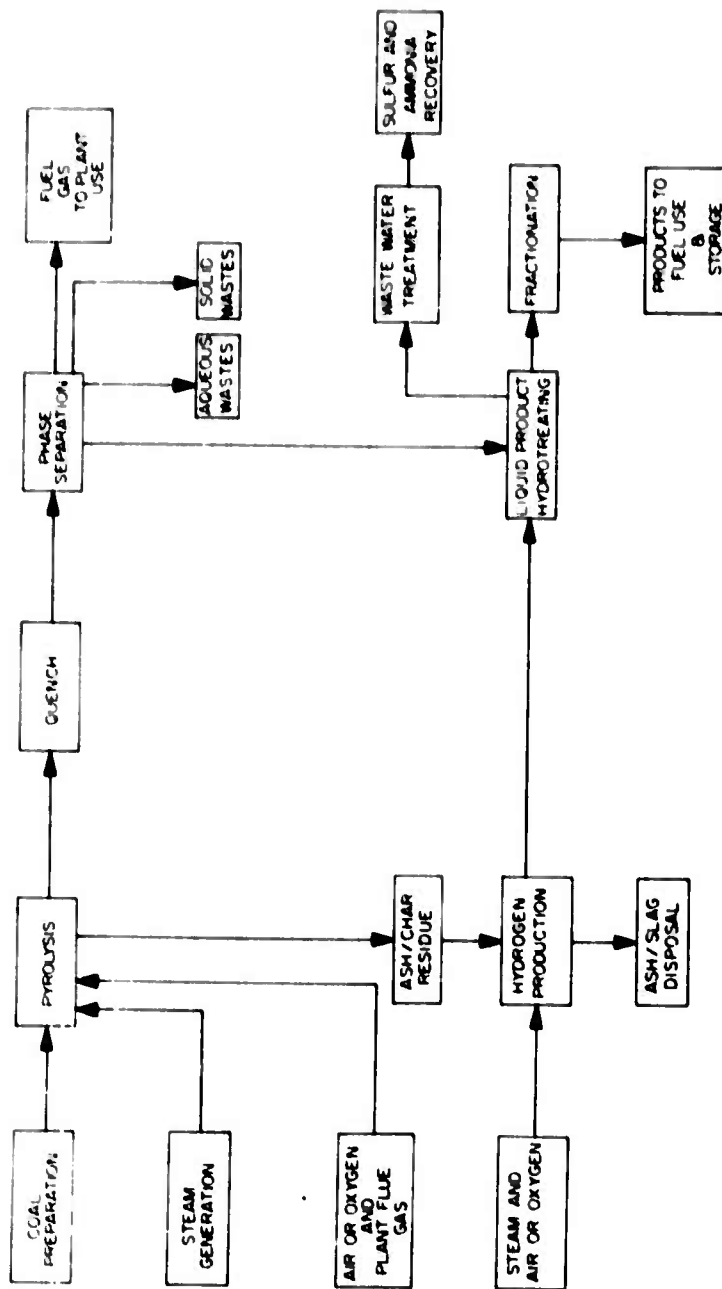 COAL
PREPARATION
PYROLYSIS
QUENCH
PHASE
SEPARATION
FUEL
GAS
TO PLANT
USE
STEAM
GENERATION
AQUEOUS
WASTES
SOLID
WASTES
AIR OR OXYGEN
AND
PLANT FLUE
GAS
ASH/CHAR
RESIDUE
WASTE WATER
TREATMENT
SULFUR AND
AMMONIA
RECOVERY
STEAM AND
AIR OR OXYGEN
HYDROGEN
PRODUCTION
LIQUID PRODUCT
HYDROTREATING
FRACTIONATION
ASH/SLAG
DISPOSAL
PRODUCTS TO
FUEL USE
&
STORAGE